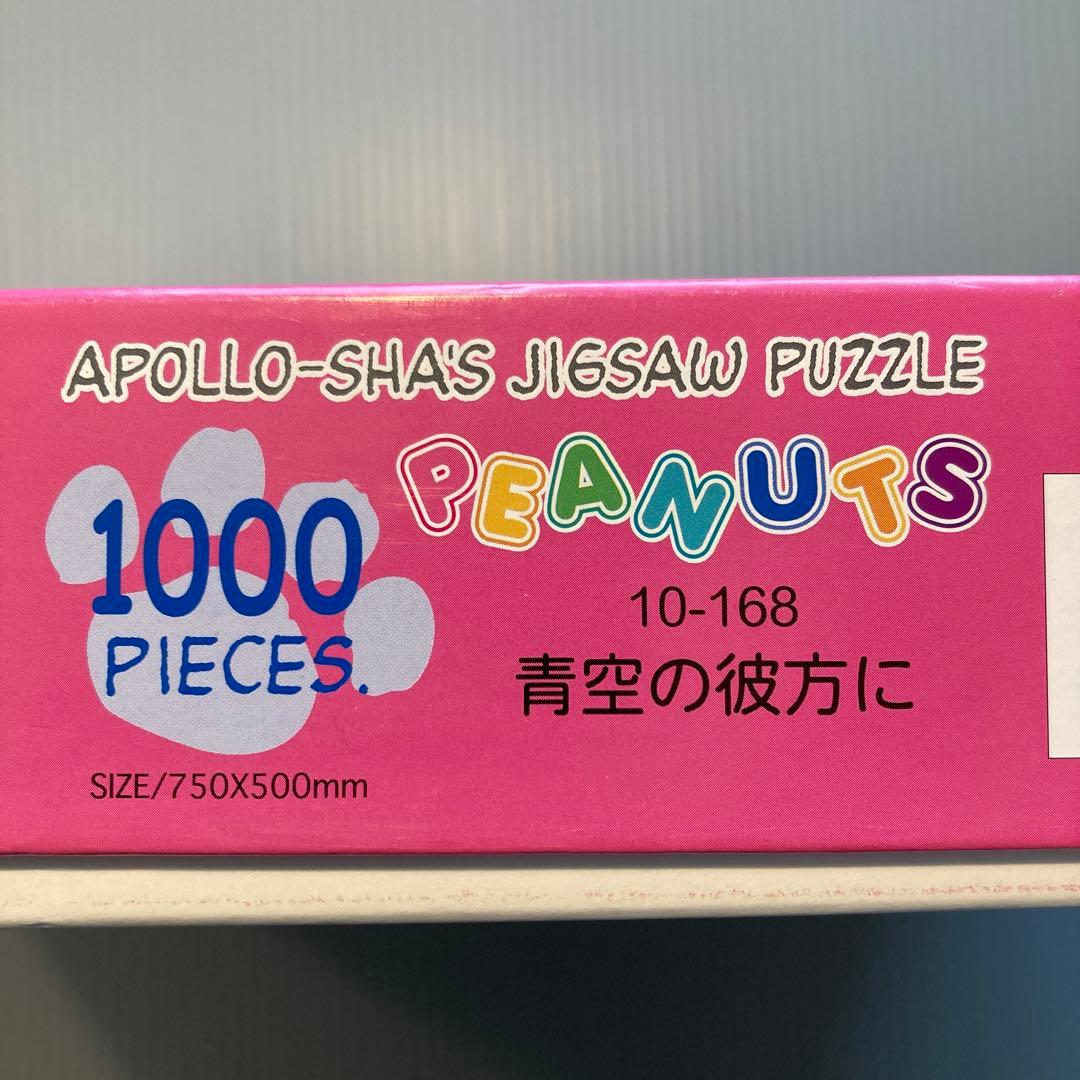 APOLLO-SHA'S JIGSAW PUZZLE
PEANUTS
1000
PIECES.
10-168
青空の彼方に
SIZE/750X500mm